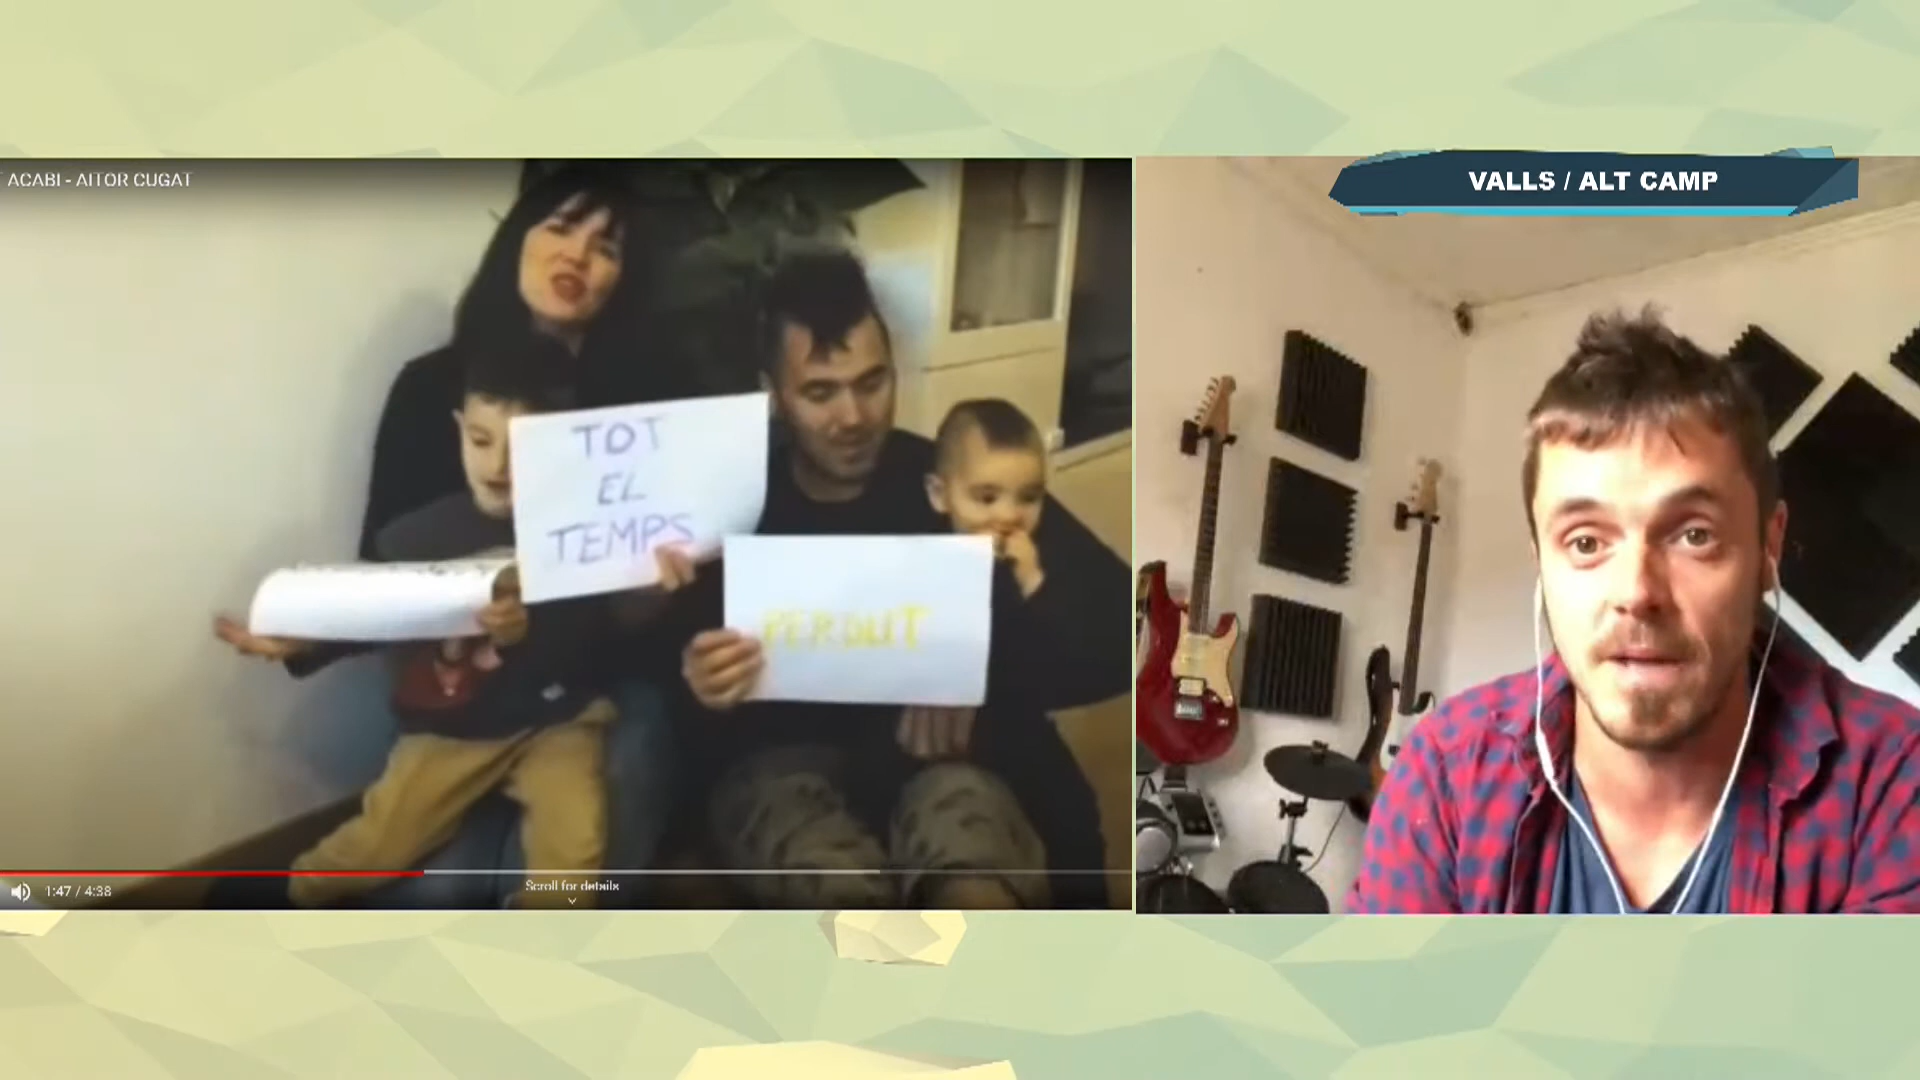 ACABI - AITOR CUGAT
VALLS / ALT CAMP
TOT
EL
TEMPS
PERDUT
1:47 / 4:38
Scroll for details